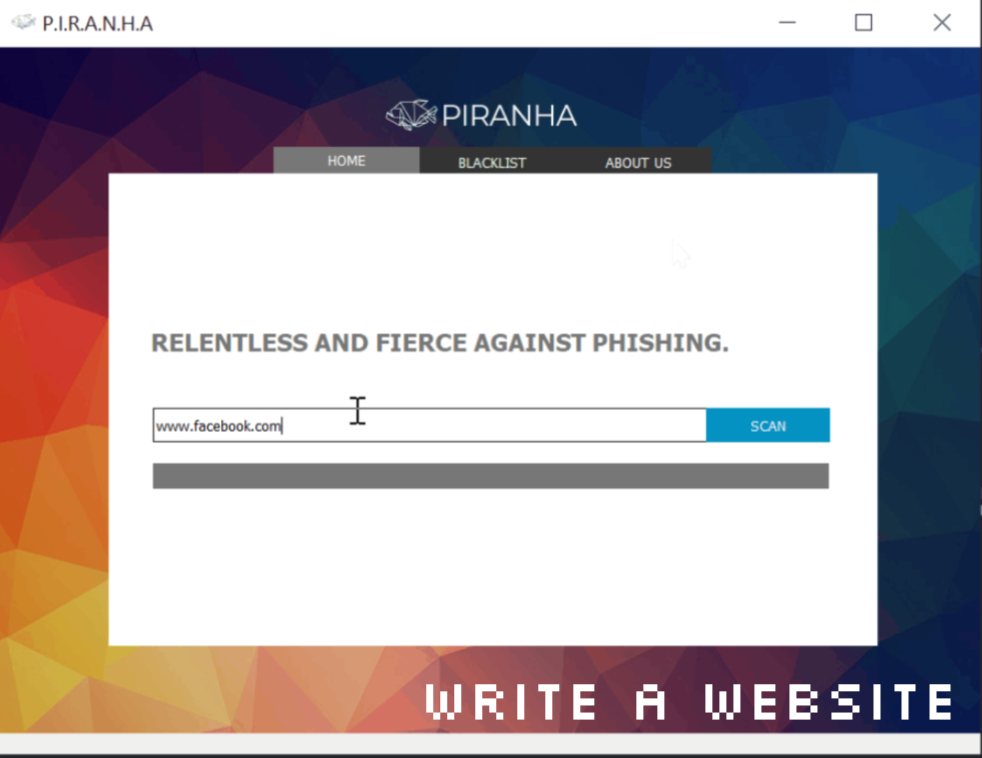 P.I.R.A.N.H.A
PIRANHA
HOME BLACKLIST ABOUT US
RELENTLESS AND FIERCE AGAINST PHISHING.
www.facebook.com SCAN
WRITE A WEBSITE